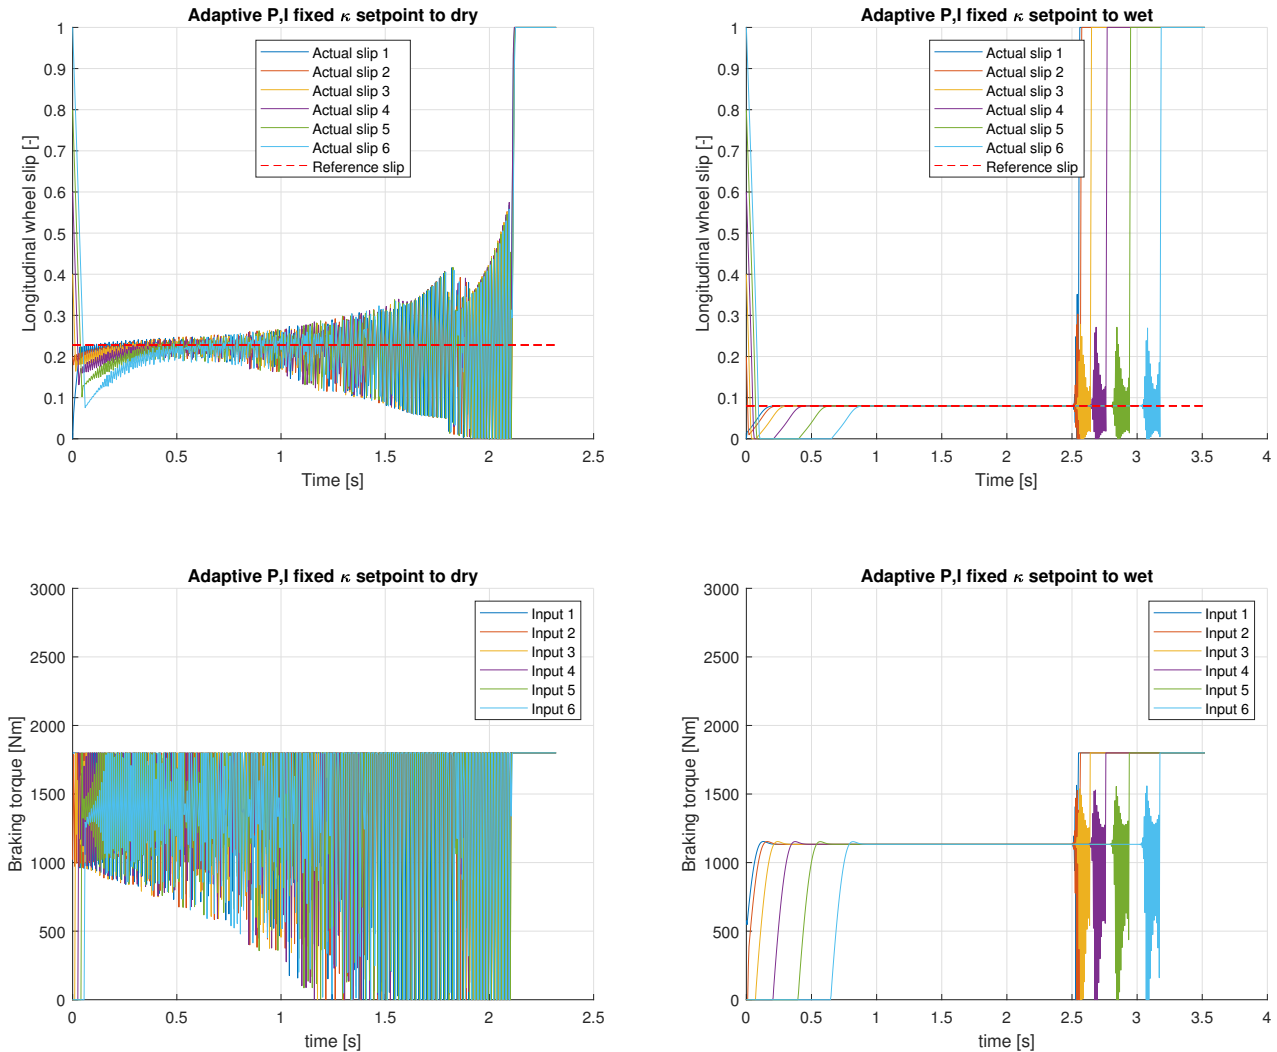 Adaptive P,I fixed κ setpoint to dry
1
0.9
0.8
0.7
0.6
0.5
0.4
0.3
0.2
0.1
0
Longitudinal wheel slip [-]
Actual slip 1
Actual slip 2
Actual slip 3
Actual slip 4
Actual slip 5
Actual slip 6
Reference slip
0 0.5 1 1.5 2 2.5
Time [s]
Adaptive P,I fixed κ setpoint to wet
1
0.9
0.8
0.7
0.6
0.5
0.4
0.3
0.2
0.1
0
Longitudinal wheel slip [-]
Actual slip 1
Actual slip 2
Actual slip 3
Actual slip 4
Actual slip 5
Actual slip 6
Reference slip
0 0.5 1 1.5 2 2.5 3 3.5 4
Time [s]
Adaptive P,I fixed κ setpoint to dry
3000
2500
2000
1500
1000
500
0
Braking torque [Nm]
Input 1
Input 2
Input 3
Input 4
Input 5
Input 6
0 0.5 1 1.5 2 2.5
time [s]
Adaptive P,I fixed κ setpoint to wet
3000
2500
2000
1500
1000
500
0
Braking torque [Nm]
Input 1
Input 2
Input 3
Input 4
Input 5
Input 6
0 0.5 1 1.5 2 2.5 3 3.5 4
time [s]